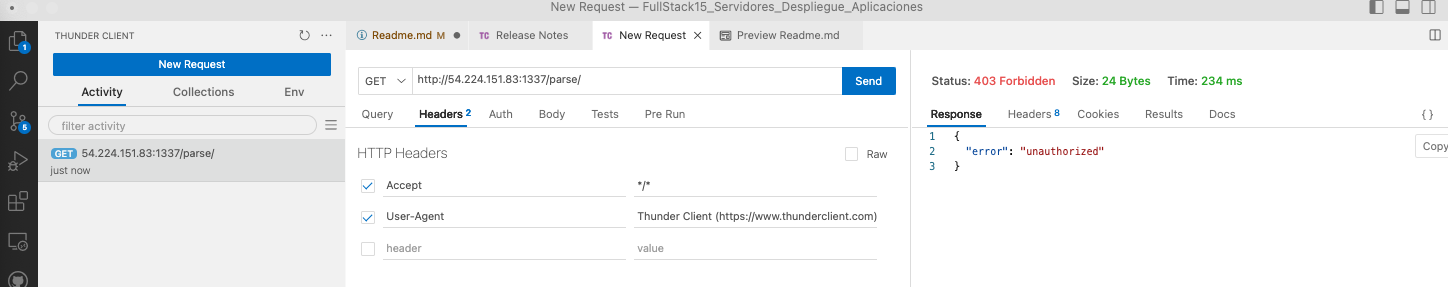 New Request — FullStack15_Servidores_Despliegue_Aplicaciones
THUNDER CLIENT
New Request
Activity Collections Env
filter activity
GET 54.224.151.83:1337/parse/
just now
1
5
Readme.md M
TC Release Notes
TC New Request
Preview Readme.md
GET http://54.224.151.83:1337/parse/ Send
Query Headers 2 Auth Body Tests Pre Run
HTTP Headers Raw
Accept */*
User-Agent Thunder Client (https://www.thunderclient.com)
header value
Status: 403 Forbidden Size: 24 Bytes Time: 234 ms
Response Headers 8 Cookies Results Docs {}
1 {
2 "error": "unauthorized"
3 }
Copy